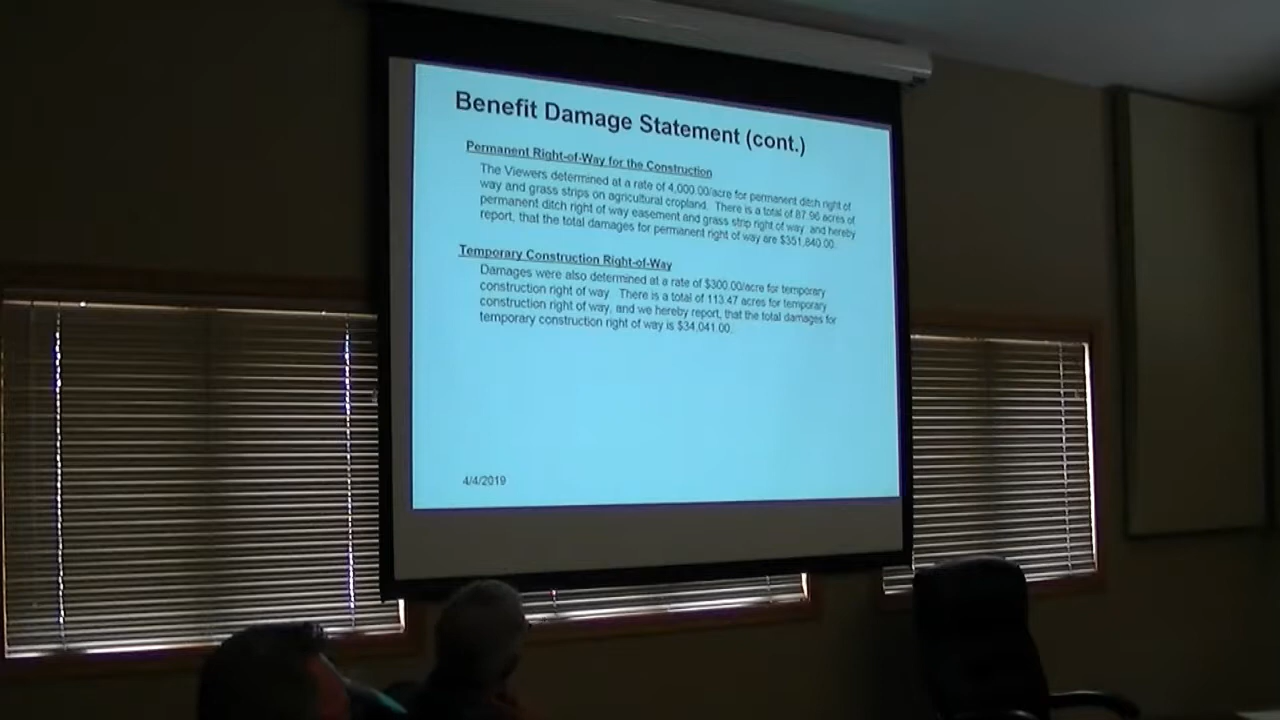 Benefit Damage Statement (cont.)
Permanent Right-of-Way for the Construction
The Viewers determined at a rate of 4,000.00/acre for permanent ditch right of
way and grass strips on agricultural cropland. There is a total of 87.96 acres of
permanent ditch right of way easement and grass strip right of way, and hereby
report, that the total damages for permanent right of way are $351,840.00.
Temporary Construction Right-of-Way
Damages were also determined at a rate of $300.00/acre for temporary
construction right of way. There is a total of 113.47 acres for temporary
construction right of way, and we hereby report, that the total damages for
temporary construction right of way is $34,041.00.
4/4/2019